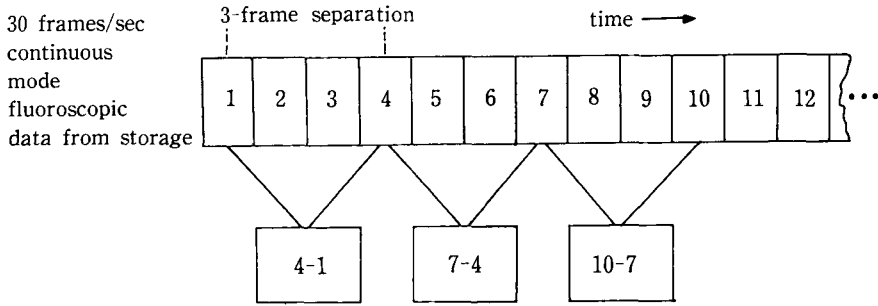 30 frames/sec
continuous
mode
fluoroscopic
data from storage
3-frame separation
time
1 2 3 4 5 6 7 8 9 10 11 12 •••
4-1 7-4 10-7